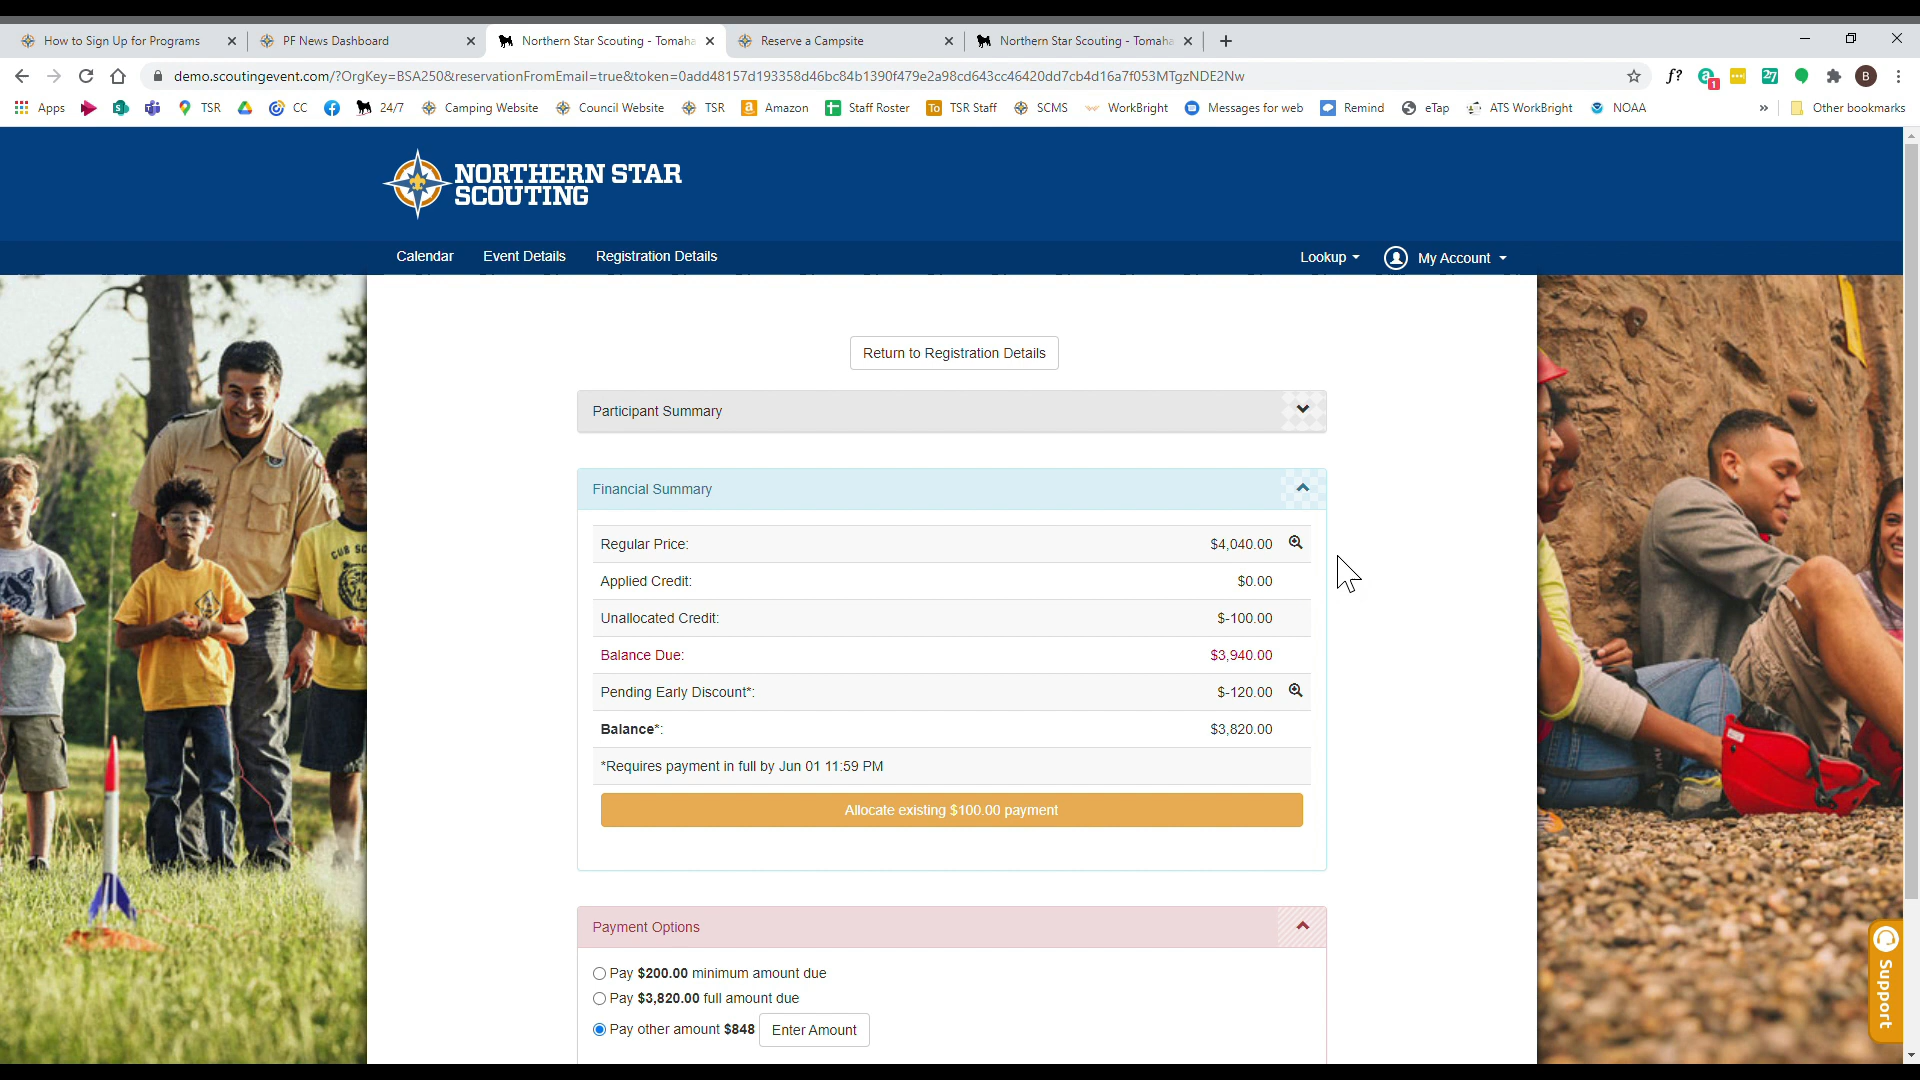 How to Sign Up for Programs
PF News Dashboard
Northern Star Scouting - Tomaha
Reserve a Campsite
Northern Star Scouting - Tomaha
demo.scoutingevent.com/?OrgKey=BSA250&reservationFromEmail=true&token=0add48157d193358d46bc84b1390f479e2a98cd643cc46420dd7cb4d16a7f053MTgzNDE2Nw
f?
1
27
B
Apps
TSR
CC
24/7
Camping Website
Council Website
TSR
Amazon
Staff Roster
To
TSR Staff
SCMS
WorkBright
Messages for web
Remind
eTap
ATS WorkBright
NOAA
»
Other bookmarks
NORTHERN STAR
SCOUTING
Calendar
Event Details
Registration Details
Lookup
My Account
Return to Registration Details
Participant Summary
Financial Summary
Regular Price: $4,040.00
Applied Credit: $0.00
Unallocated Credit: $-100.00
Balance Due: $3,940.00
Pending Early Discount*: $-120.00
Balance*: $3,820.00
*Requires payment in full by Jun 01 11:59 PM
Allocate existing $100.00 payment
Payment Options
Pay $200.00 minimum amount due
Pay $3,820.00 full amount due
Pay other amount $848 Enter Amount
Support
CUB SC